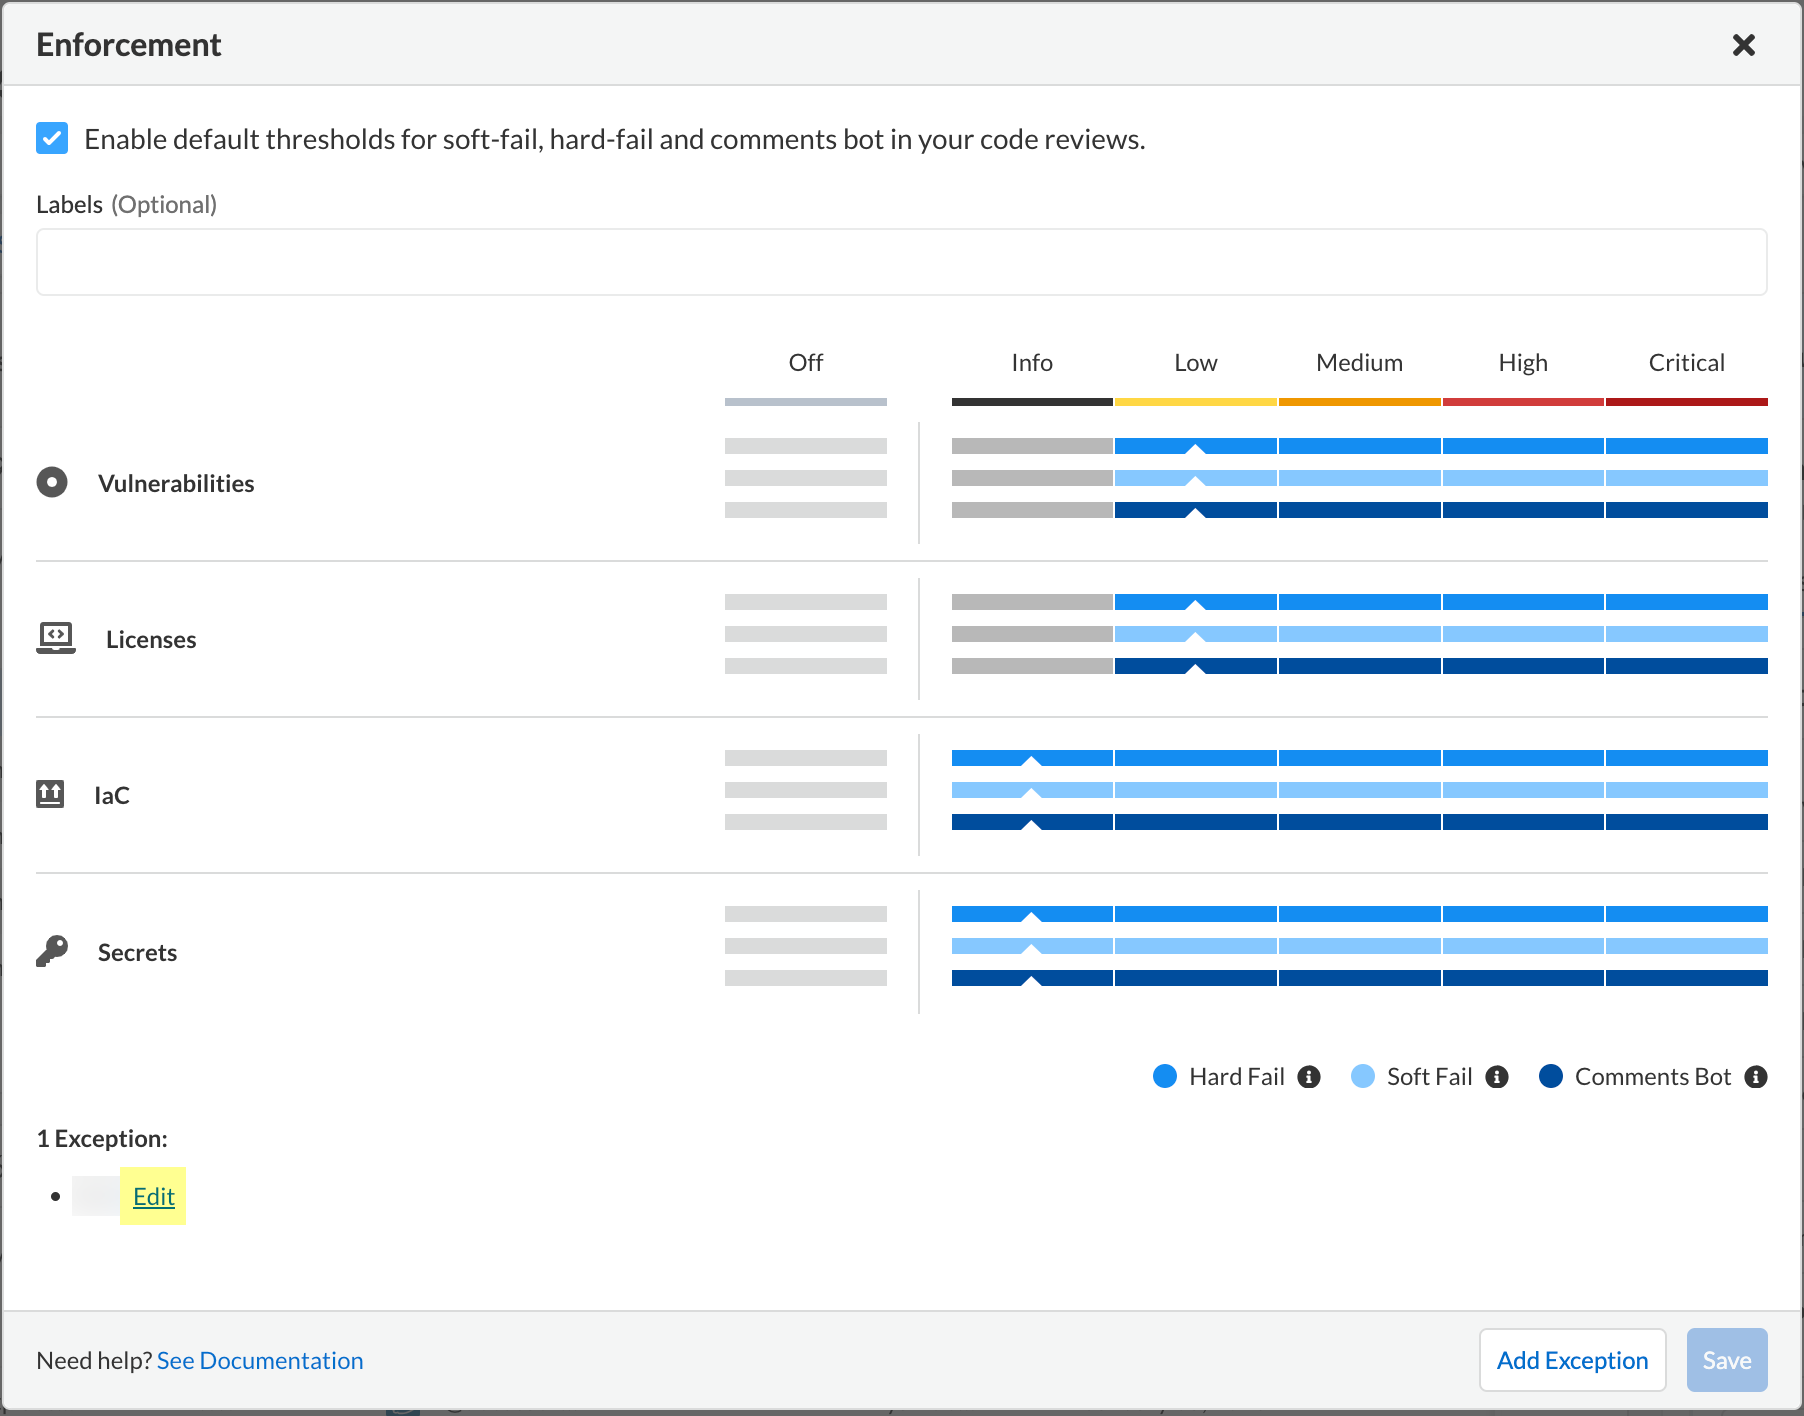 Enforcement
Enable default thresholds for soft-fail, hard-fail and comments bot in your code reviews.
Labels (Optional)
Off Info Low Medium High Critical
Vulnerabilities
Licenses
IaC
Secrets
Hard Fail Soft Fail Comments Bot
1 Exception:
Edit
Need help? See Documentation
Add Exception Save